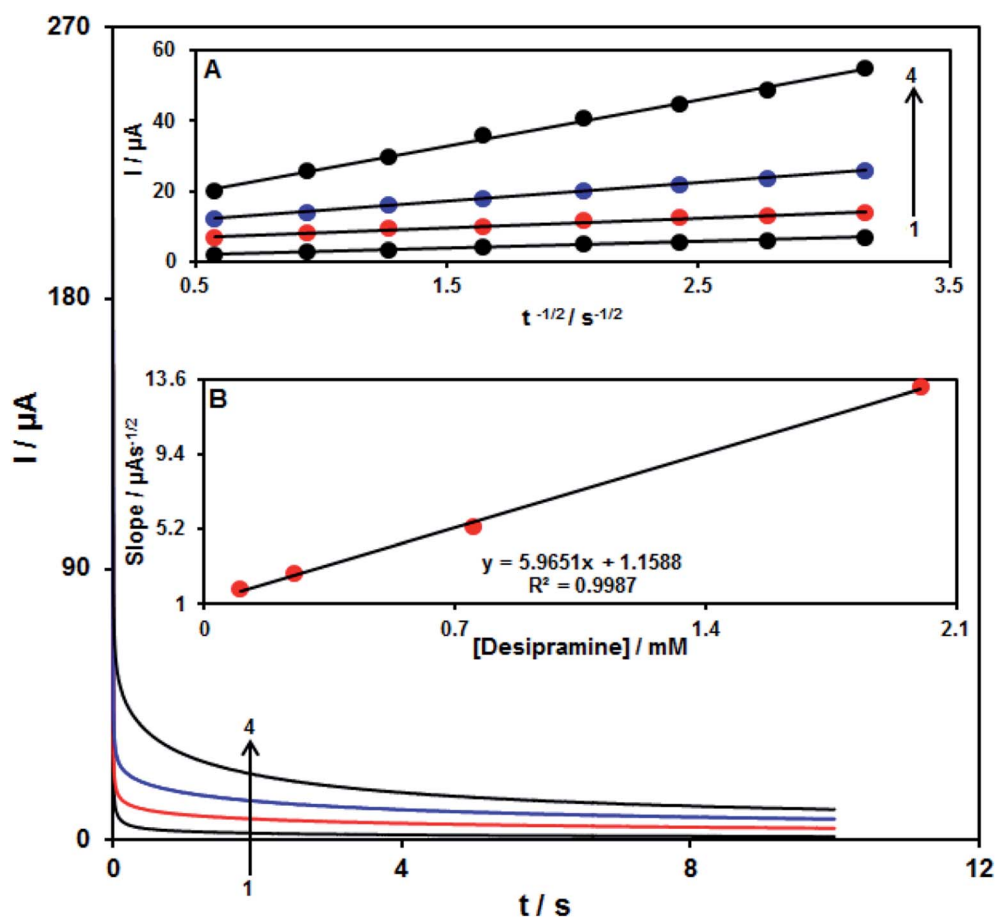 270
180
90
0
I / µA
0 4 8 12
t / s
4
1
A
60
40
20
0
I / µA
0.5 1.5 2.5 3.5
t -1/2 / s-1/2
4
1
B
13.6
9.4
5.2
1
Slope / µAs-1/2
0 0.7 1.4 2.1
[Desipramine] / mM
y = 5.9651x + 1.1588
R² = 0.9987